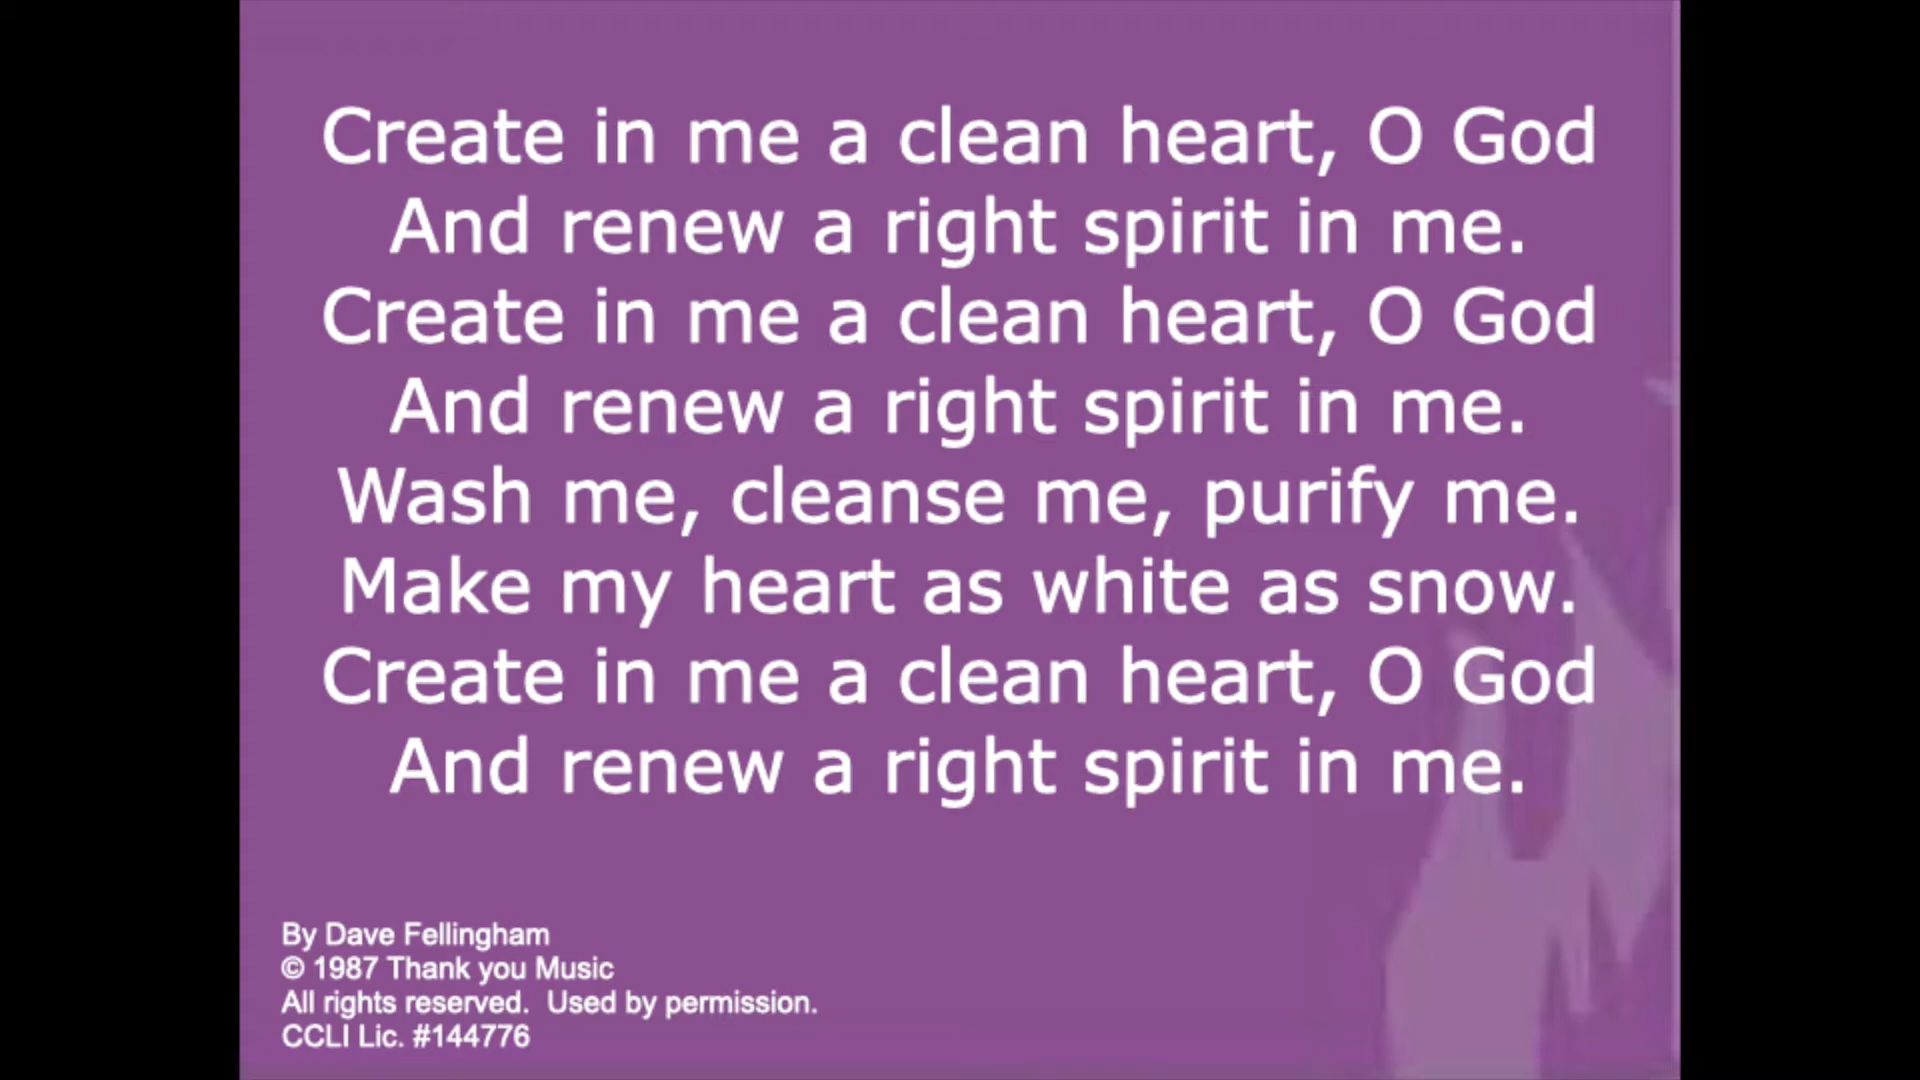 Create in me a clean heart, O God
And renew a right spirit in me.
Create in me a clean heart, O God
And renew a right spirit in me.
Wash me, cleanse me, purify me.
Make my heart as white as snow.
Create in me a clean heart, O God
And renew a right spirit in me.
By Dave Fellingham
© 1987 Thank you Music
All rights reserved.  Used by permission.
CCLI Lic. #144776